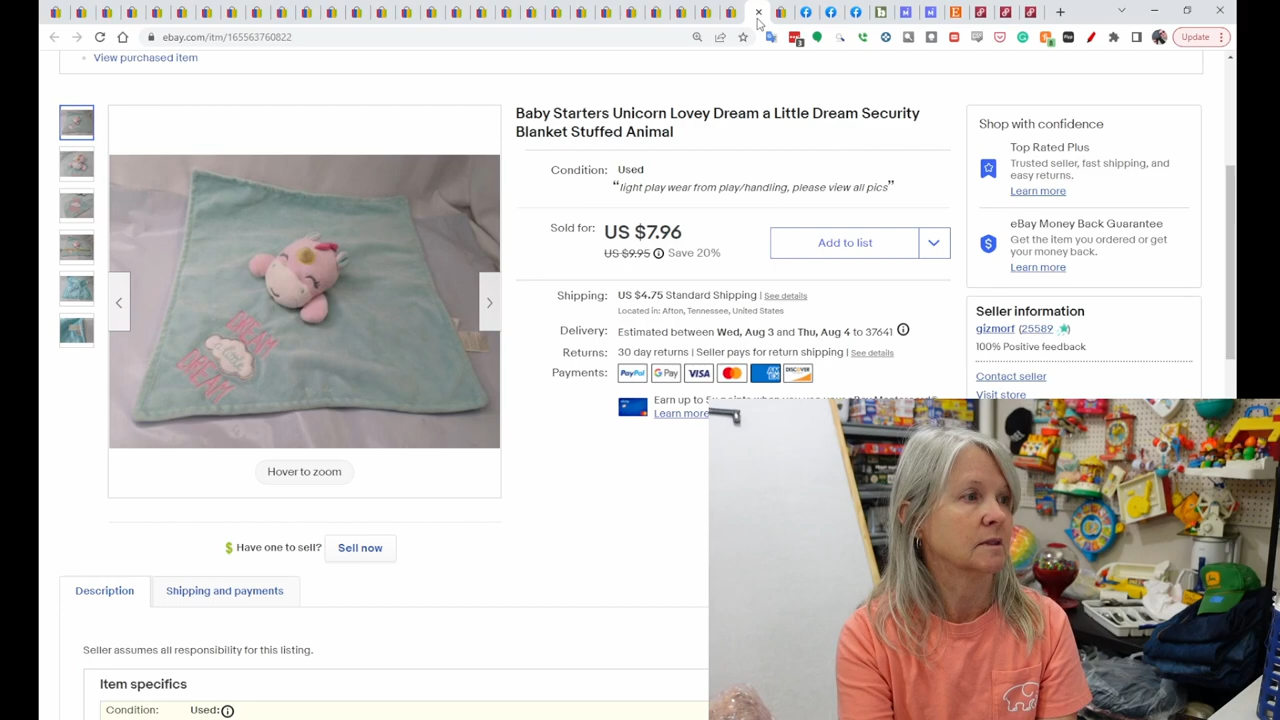 ebay.com/itm/165563760822
Update
View purchased item
Baby Starters Unicorn Lovey Dream a Little Dream Security
Blanket Stuffed Animal
Condition: Used
"light play wear from play/handling, please view all pics"
Sold for: US $7.96
US $9.95 Save 20%
Add to list
Shipping: US $4.75 Standard Shipping | See details
Located in: Afton, Tennessee, United States
Delivery: Estimated between Wed, Aug 3 and Thu, Aug 4 to 37641
Returns: 30 day returns | Seller pays for return shipping | See details
Payments: PayPal G Pay VISA DISCOVER
Learn more
Shop with confidence
Top Rated Plus
Trusted seller, fast shipping, and
easy returns.
Learn more
eBay Money Back Guarantee
Get the item you ordered or get
your money back.
Learn more
Seller information
gizmorf (25589)
100% Positive feedback
Contact seller
Visit store
DREAM
a little
DREAM
Hover to zoom
Have one to sell? Sell now
Description
Shipping and payments
Seller assumes all responsibility for this listing.
Item specifics
Condition: Used: